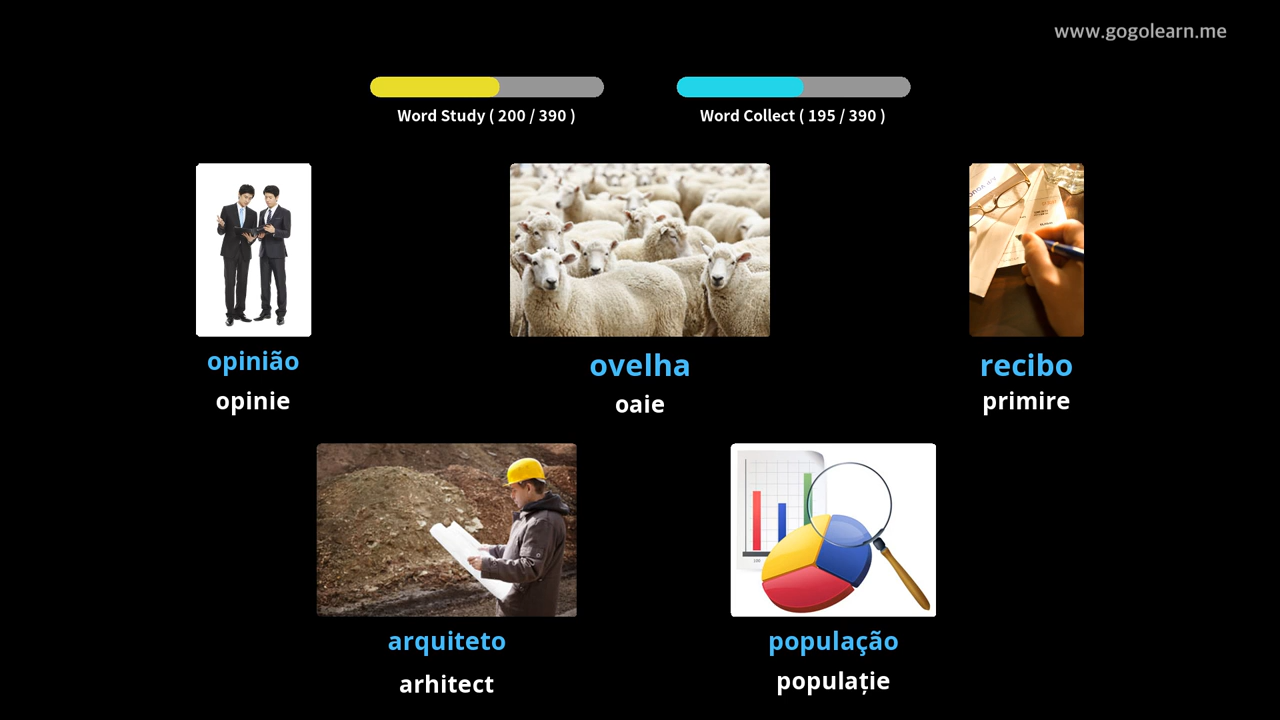 www.gogolearn.me
Word Study ( 200 / 390 )
Word Collect ( 195 / 390 )
opinião
opinie
ovelha
oaie
recibo
primire
arquiteto
arhitect
população
populație